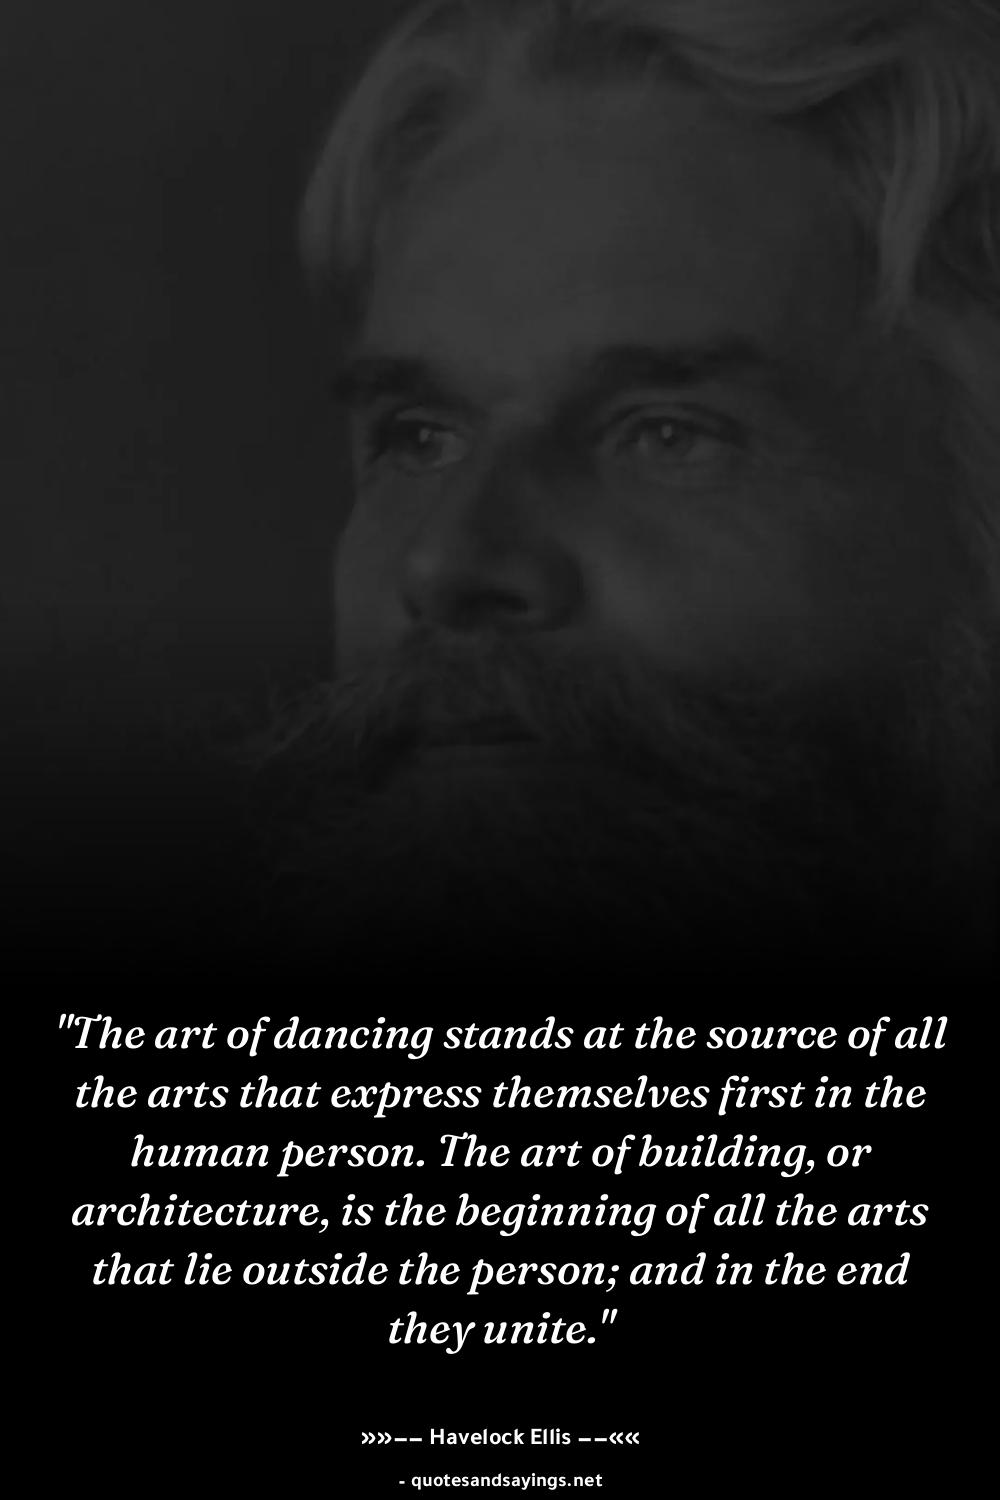 "The art of dancing stands at the source of all
the arts that express themselves first in the
human person. The art of building, or
architecture, is the beginning of all the arts
that lie outside the person; and in the end
they unite."
»»—— Havelock Ellis ——««
- quotesandsayings.net